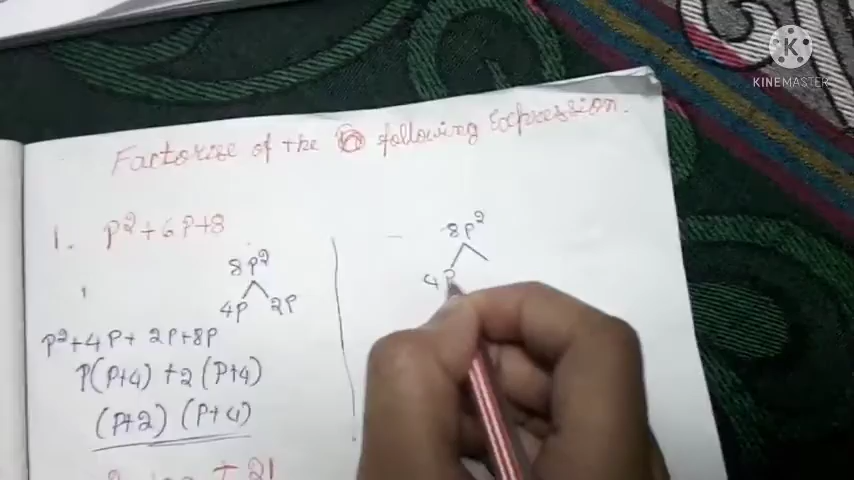 KINEMASTER
Factorise of the following Expression.
1. P²+6P+8
8P²
4P 2P
P²+4P+ 2P+8P
P(P+4) +2(P+4)
(P+2) (P+4)
+ 21
8P²
4P